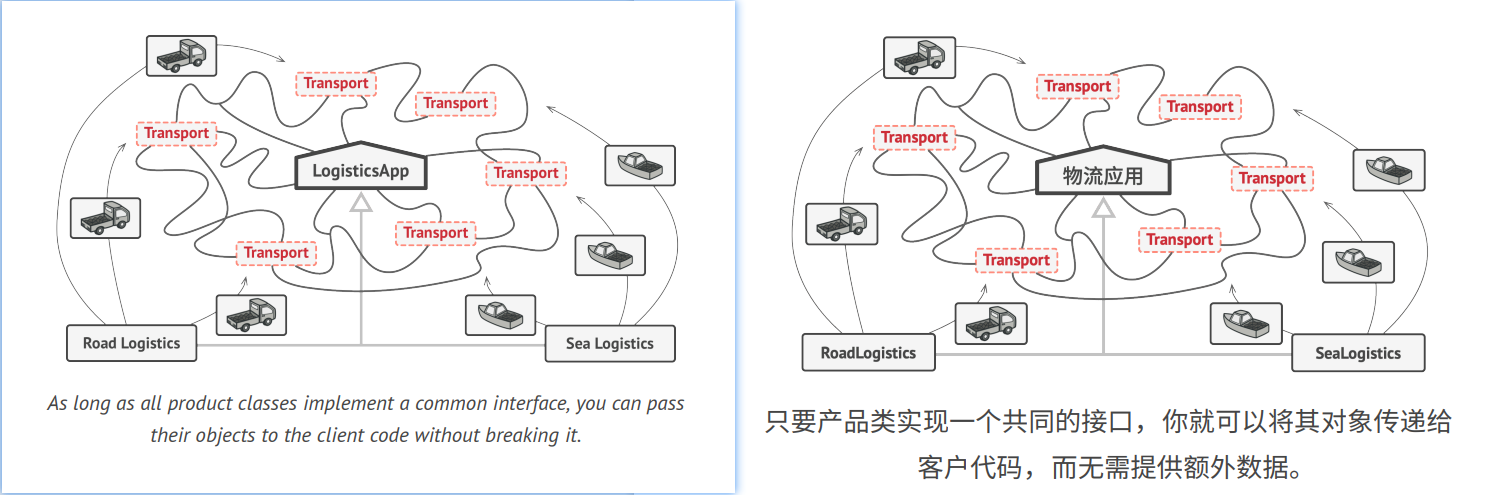 Transport
Transport
Transport
LogisticsApp
Transport
Transport
Transport
Road Logistics
Sea Logistics
As long as all product classes implement a common interface, you can pass
their objects to the client code without breaking it.
Transport
Transport
Transport
物流应用
Transport
Transport
Transport
RoadLogistics
SeaLogistics
只要产品类实现一个共同的接口，你就可以将其对象传递给
客户代码，而无需提供额外数据。